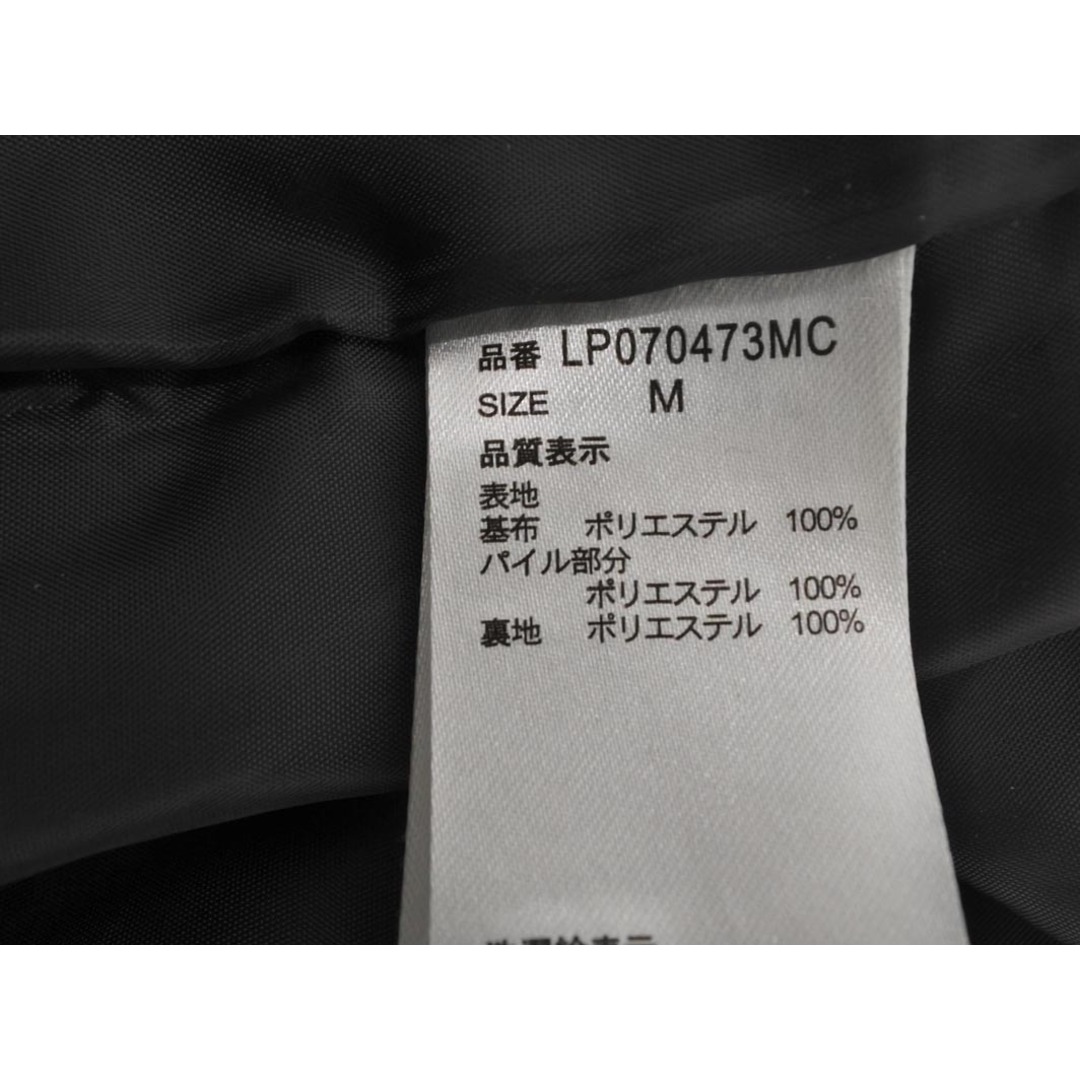 品番 LP070473MC
SIZE M
品質表示
表地
基布 ポリエステル 100%
パイル部分
ポリエステル 100%
裏地 ポリエステル 100%